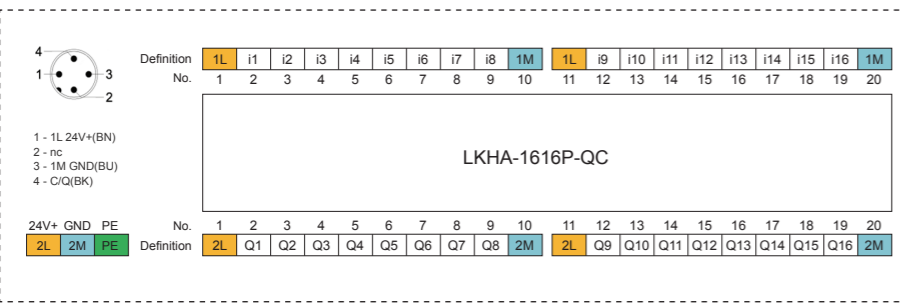 4
1
3
2
1 - 1L 24V+(BN)
2 - nc
3 - 1M GND(BU)
4 - C/Q(BK)
24V+ GND PE
2L 2M PE
Definition 1L i1 i2 i3 i4 i5 i6 i7 i8 1M 1L i9 i10 i11 i12 i13 i14 i15 i16 1M
No. 1 2 3 4 5 6 7 8 9 10 11 12 13 14 15 16 17 18 19 20
LKHA-1616P-QC
No. 1 2 3 4 5 6 7 8 9 10 11 12 13 14 15 16 17 18 19 20
Definition 2L Q1 Q2 Q3 Q4 Q5 Q6 Q7 Q8 2M 2L Q9 Q10 Q11 Q12 Q13 Q14 Q15 Q16 2M